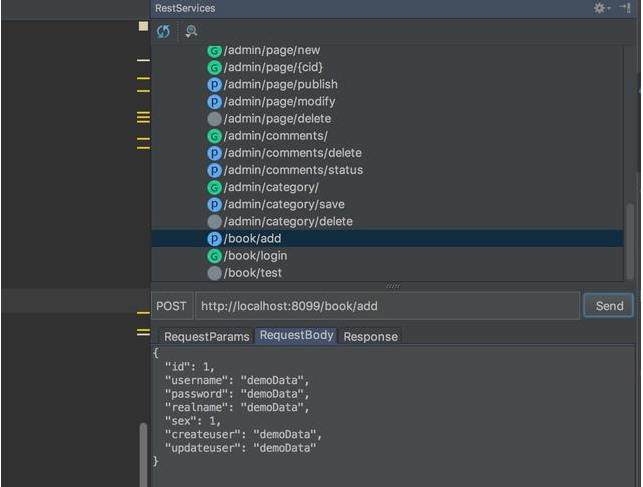 RestServices
G /admin/page/new
G /admin/page/{cid}
p /admin/page/publish
p /admin/page/modify
/admin/page/delete
G /admin/comments/
p /admin/comments/delete
p /admin/comments/status
G /admin/category/
p /admin/category/save
/admin/category/delete
p /book/add
G /book/login
/book/test
POST http://localhost:8099/book/add Send
RequestParams RequestBody Response
{
"id": 1,
"username": "demoData",
"password": "demoData",
"realname": "demoData",
"sex": 1,
"createuser": "demoData",
"updateuser": "demoData"
}